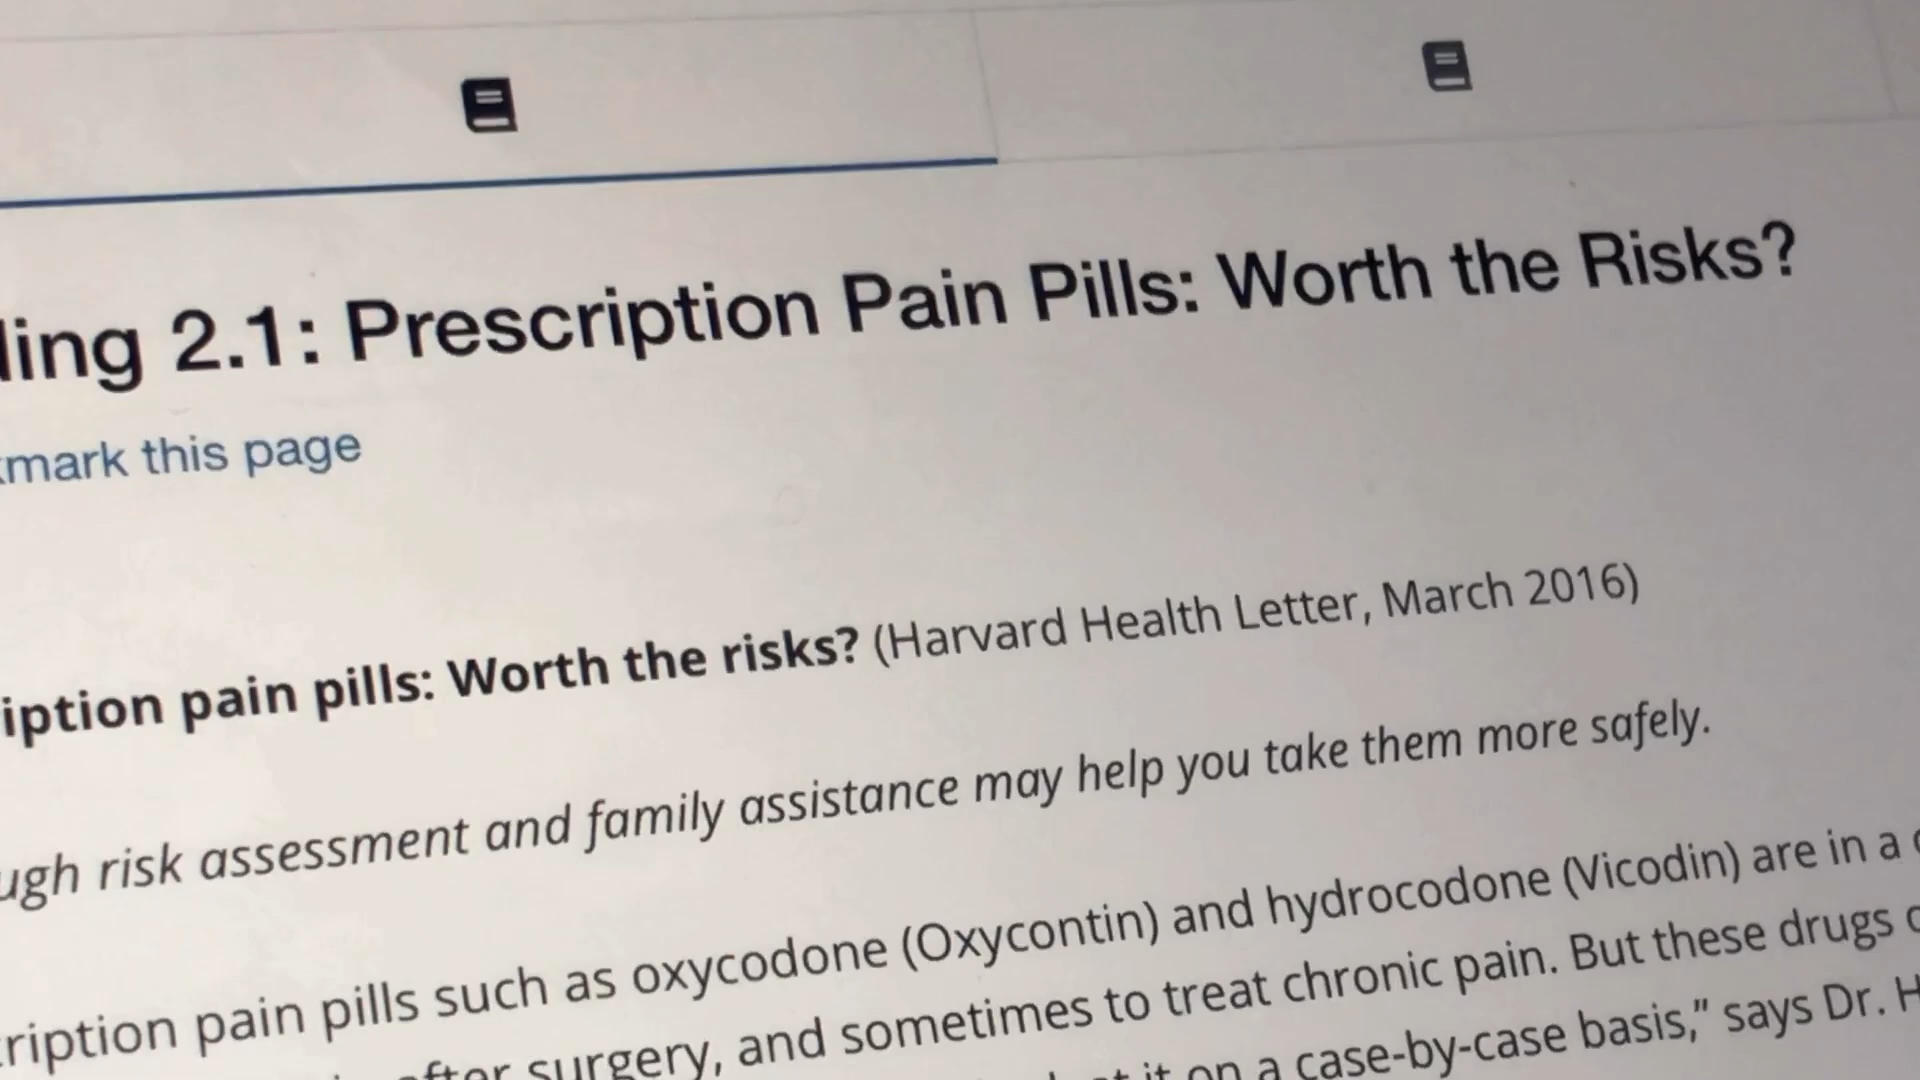 ling 2.1: Prescription Pain Pills: Worth the Risks?
mark this page
iption pain pills: Worth the risks? (Harvard Health Letter, March 2016)
ugh risk assessment and family assistance may help you take them more safely.
cription pain pills such as oxycodone (Oxycontin) and hydrocodone (Vicodin) are in a
after surgery, and sometimes to treat chronic pain. But these drugs
it on a case-by-case basis,” says Dr. H